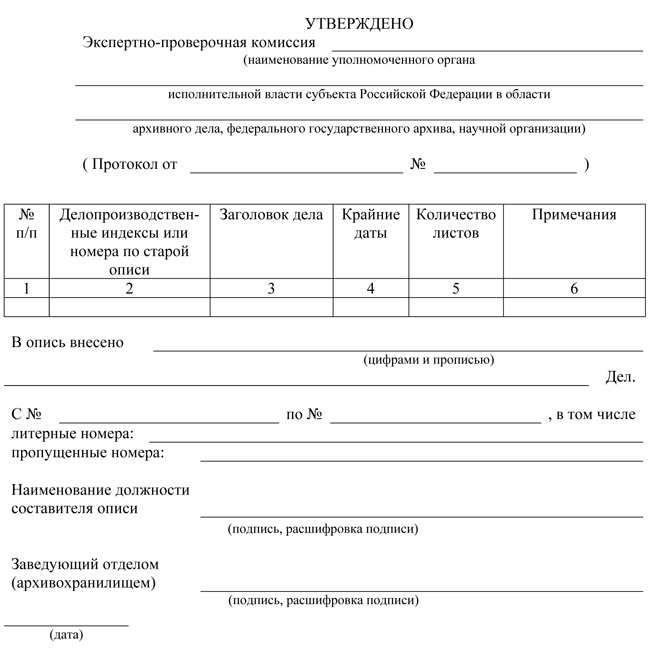 УТВЕРЖДЕНО
Экспертно-проверочная комиссия
(наименование уполномоченного органа
исполнительной власти субъекта Российской Федерации в области
архивного дела, федерального государственного архива, научной организации)
( Протокол от № )
№ п/п
Делопроизводствен-
ные индексы или
номера по старой
описи
Заголовок дела
Крайние
даты
Количество
листов
Примечания
1 2 3 4 5 6
В опись внесено
(цифрами и прописью)
Дел.
С № по № , в том числе
литерные номера:
пропущенные номера:
Наименование должности
составителя описи
(подпись, расшифровка подписи)
Заведующий отделом
(архивохранилищем)
(подпись, расшифровка подписи)
(дата)